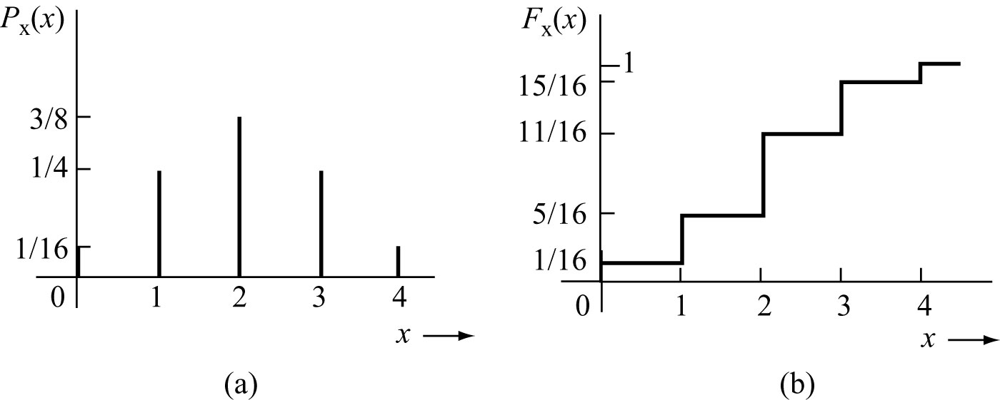 Pₓ(x)
3/8
1/4
1/16
0 1 2 3 4
x
(a)
Fₓ(x)
1
15/16
11/16
5/16
1/16
0 1 2 3 4
x
(b)